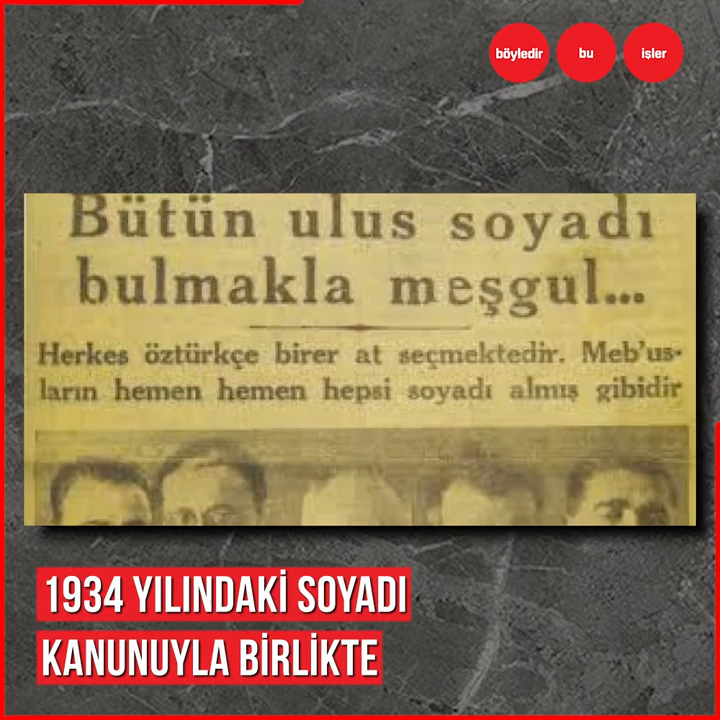 böyledir bu işler
Bütün ulus soyadı
bulmakla meşgul...
Herkes öztürkçe birer at seçmektedir. Meb'us-
ların hemen hemen hepsi soyadı almış gibidir
1934 YILINDAKİ SOYADI
KANUNUYLA BİRLİKTE